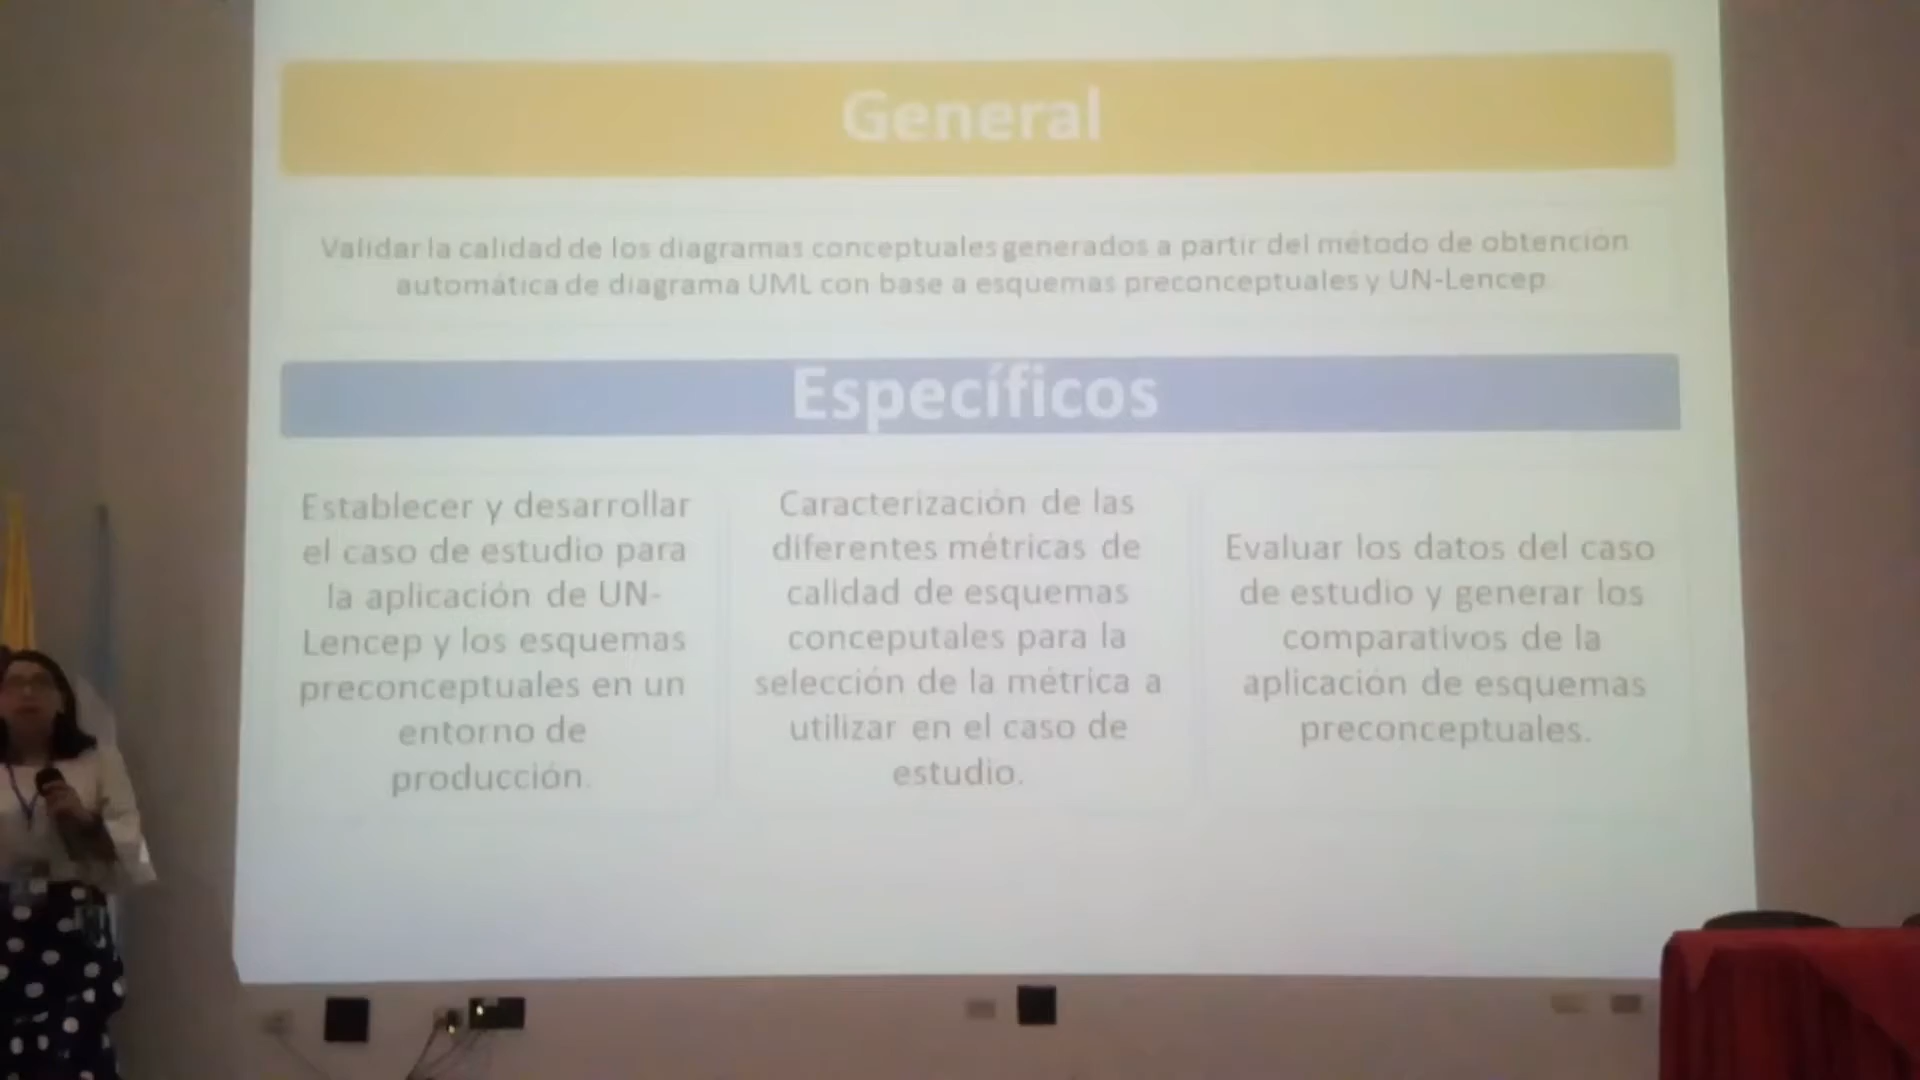 General
Validar la calidad de los diagramas conceptuales generados a partir del método de obtención
automática de diagrama UML con base a esquemas preconceptuales y UN-Lencep
Específicos
Establecer y desarrollar
el caso de estudio para
la aplicación de UN-
Lencep y los esquemas
preconceptuales en un
entorno de
producción.
Caracterización de las
diferentes métricas de
calidad de esquemas
conceputales para la
selección de la métrica a
utilizar en el caso de
estudio.
Evaluar los datos del caso
de estudio y generar los
comparativos de la
aplicación de esquemas
preconceptuales.